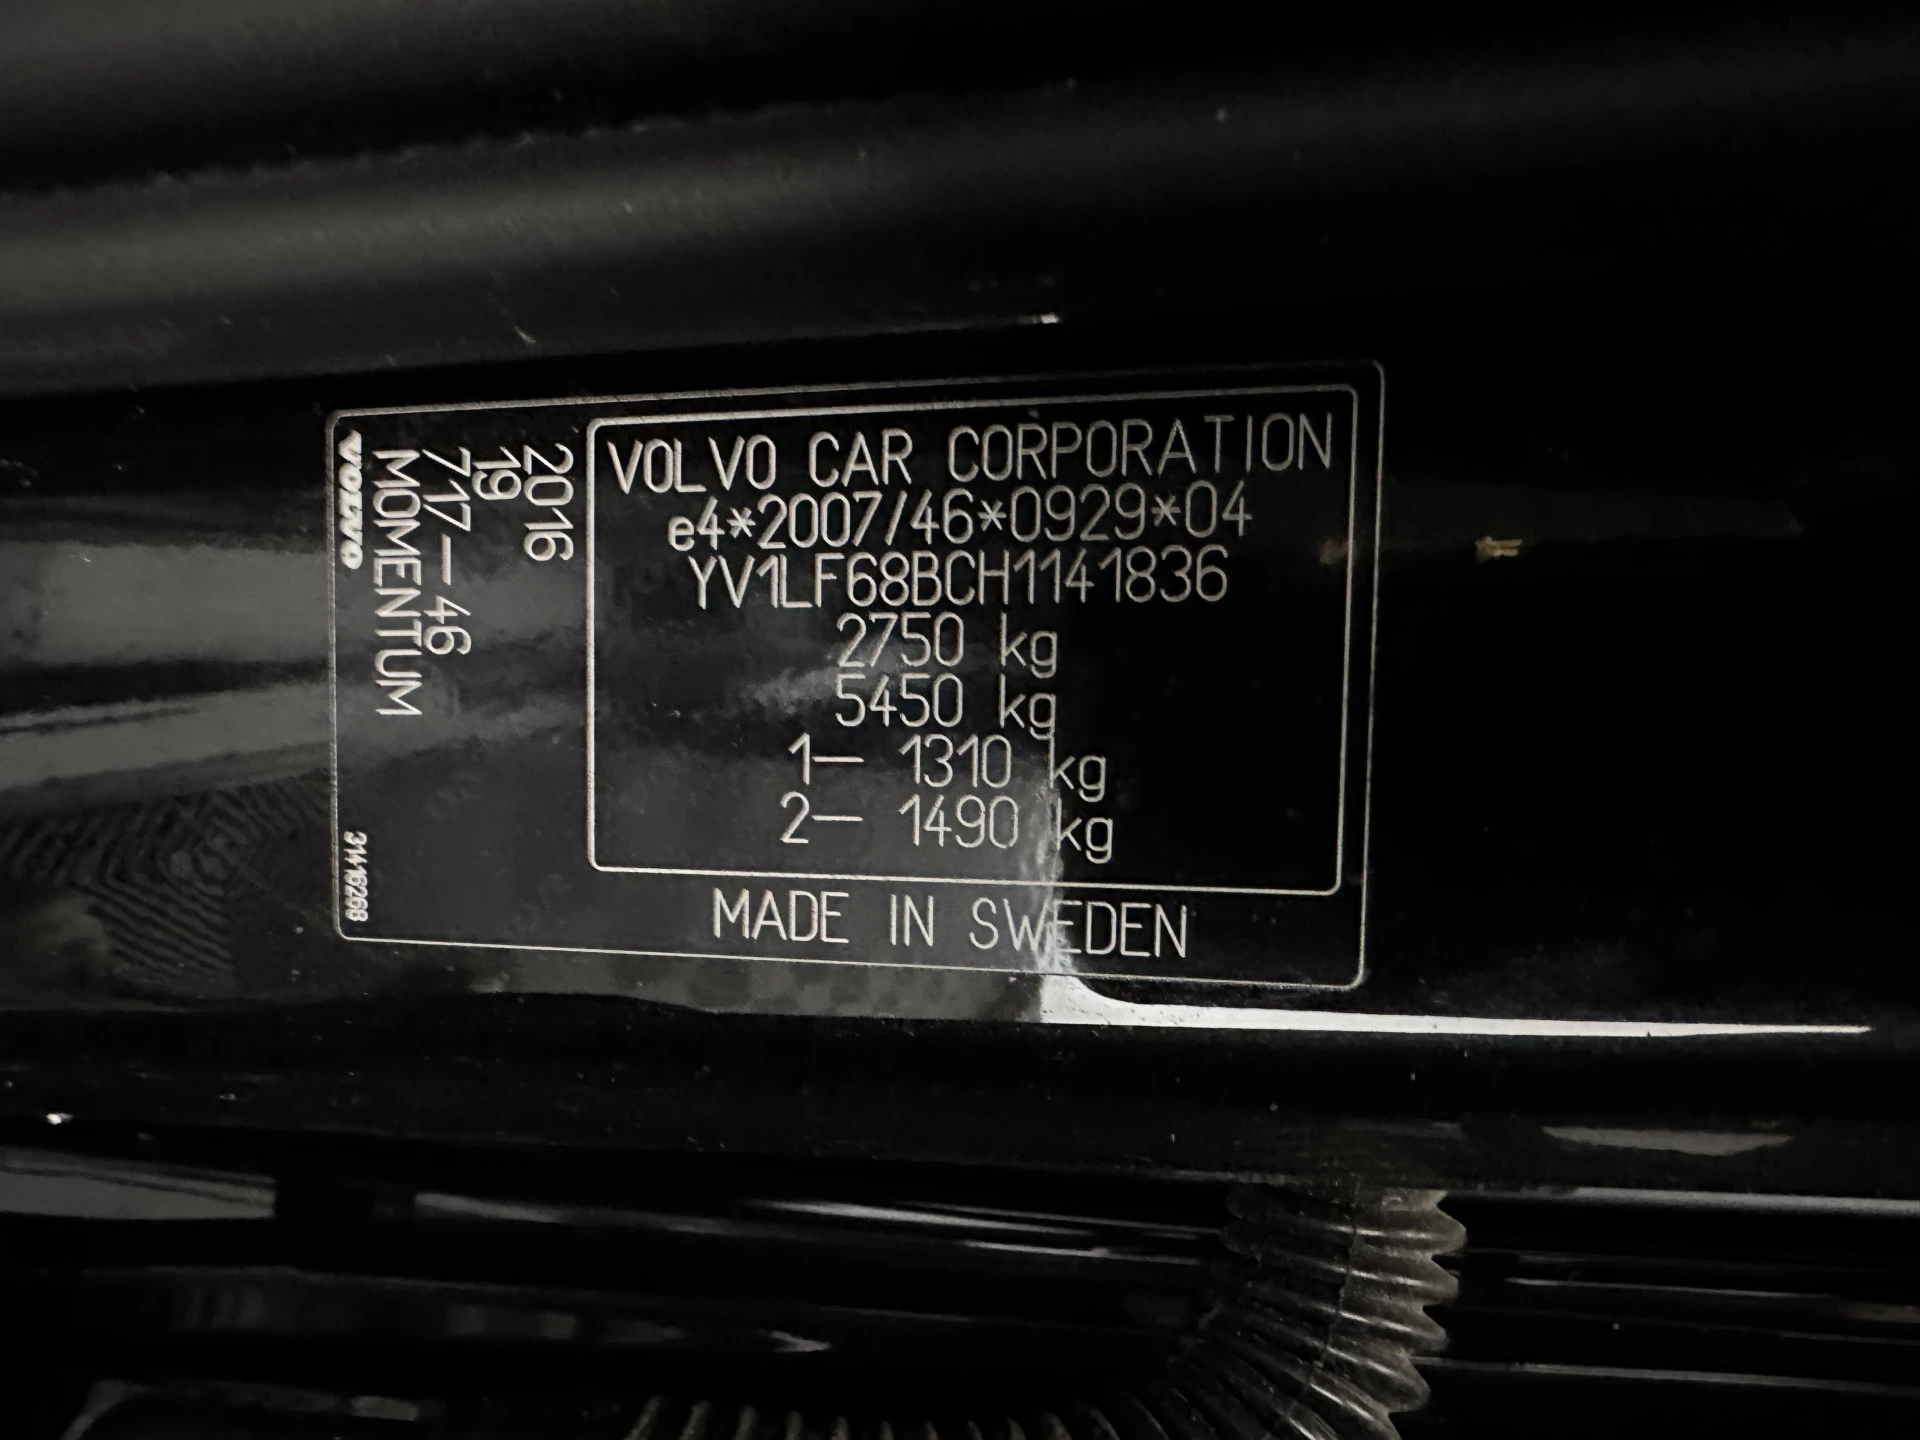 VOLVO CAR CORPORATION
e4*2007/46*0929*04
YV1LF68BCH1141836
2750 kg
5450 kg
1- 1310 kg
2- 1490 kg
MADE IN SWEDEN
2016
19
717-46
MOMENTUM
VOLVO
31416268